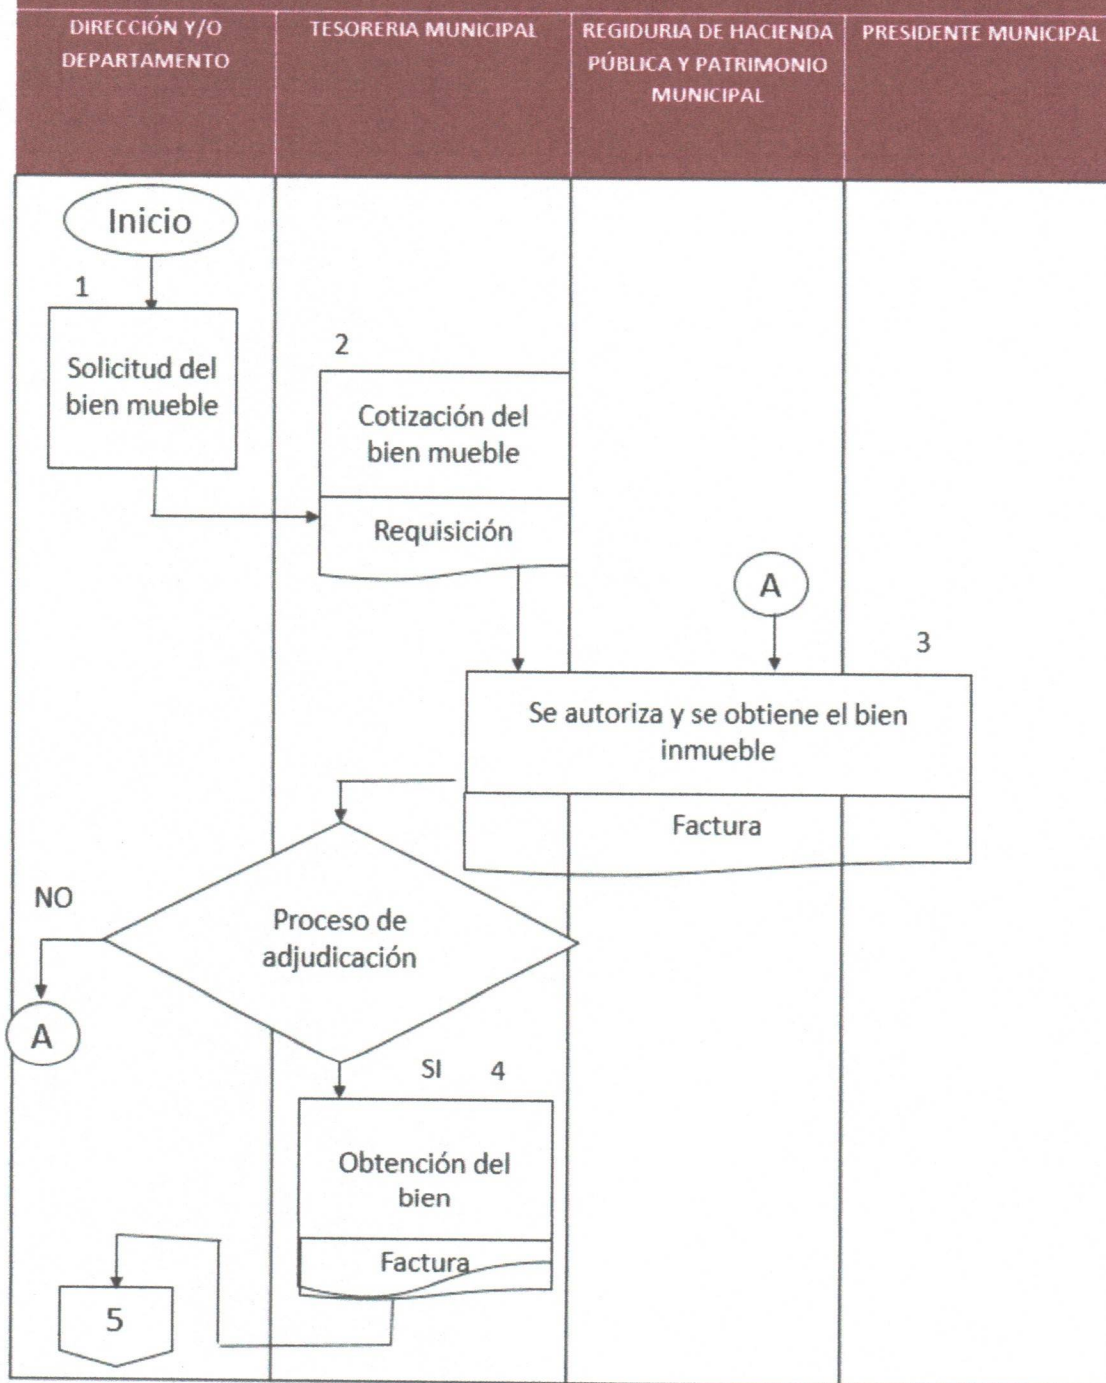 DIRECCIÓN Y/O
DEPARTAMENTO
TESORERIA MUNICIPAL
REGIDURIA DE HACIENDA
PÚBLICA Y PATRIMONIO
MUNICIPAL
PRESIDENTE MUNICIPAL
Inicio
1
Solicitud del
bien mueble
2
Cotización del
bien mueble
Requisición
A
3
Se autoriza y se obtiene el bien
inmueble
Factura
NO
Proceso de
adjudicación
A
SI
4
Obtención del
bien
Factura
5